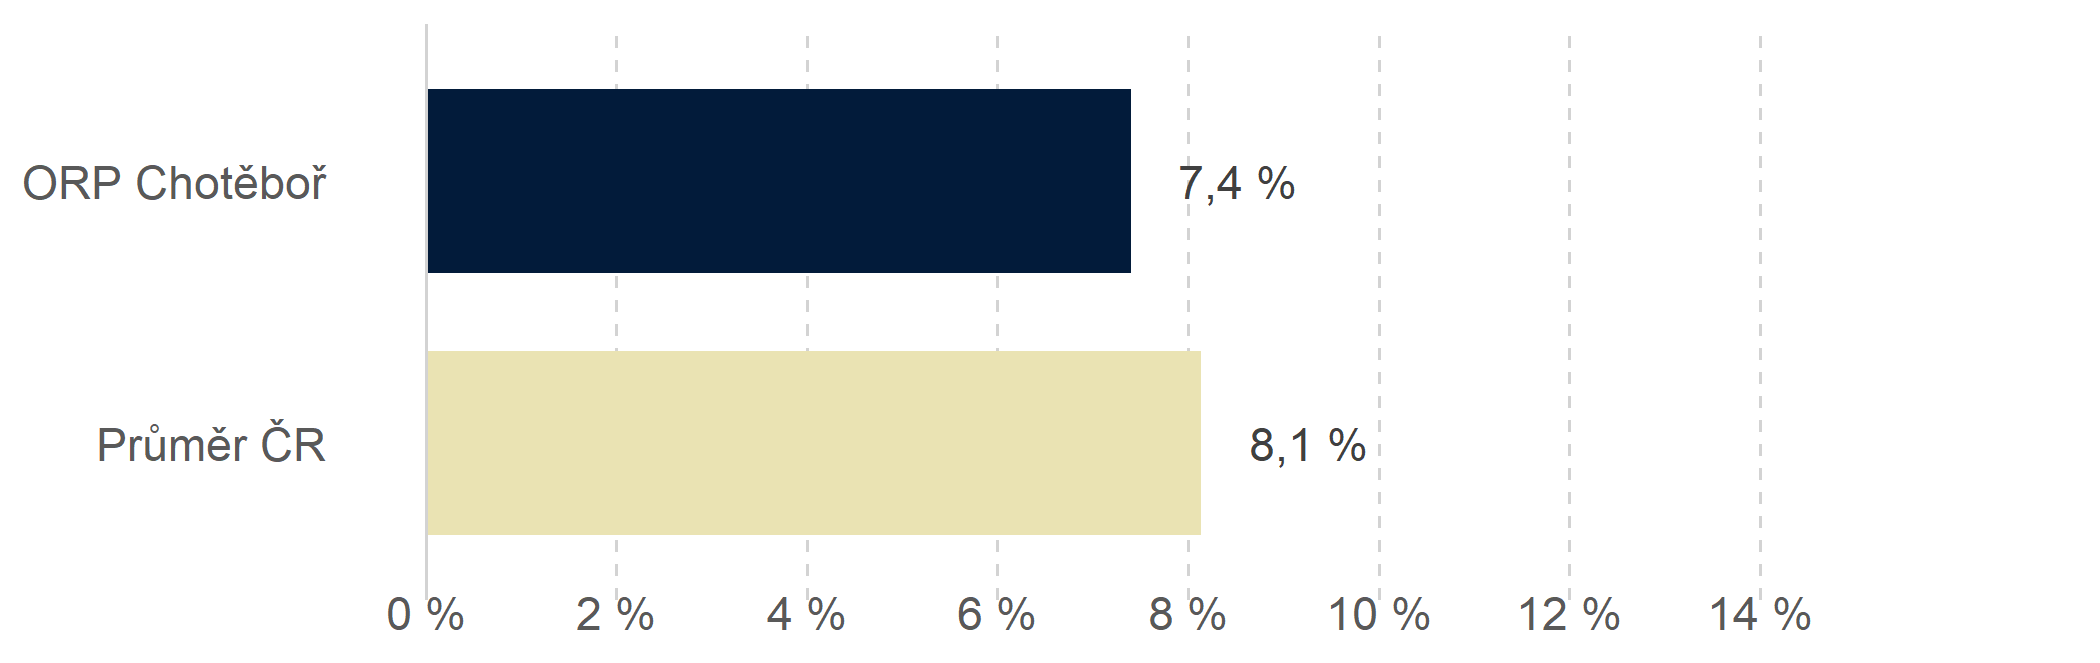 ORP Chotěboř
7,4 %
Průměr ČR
8,1 %
0 % 2 % 4 % 6 % 8 % 10 % 12 % 14 %